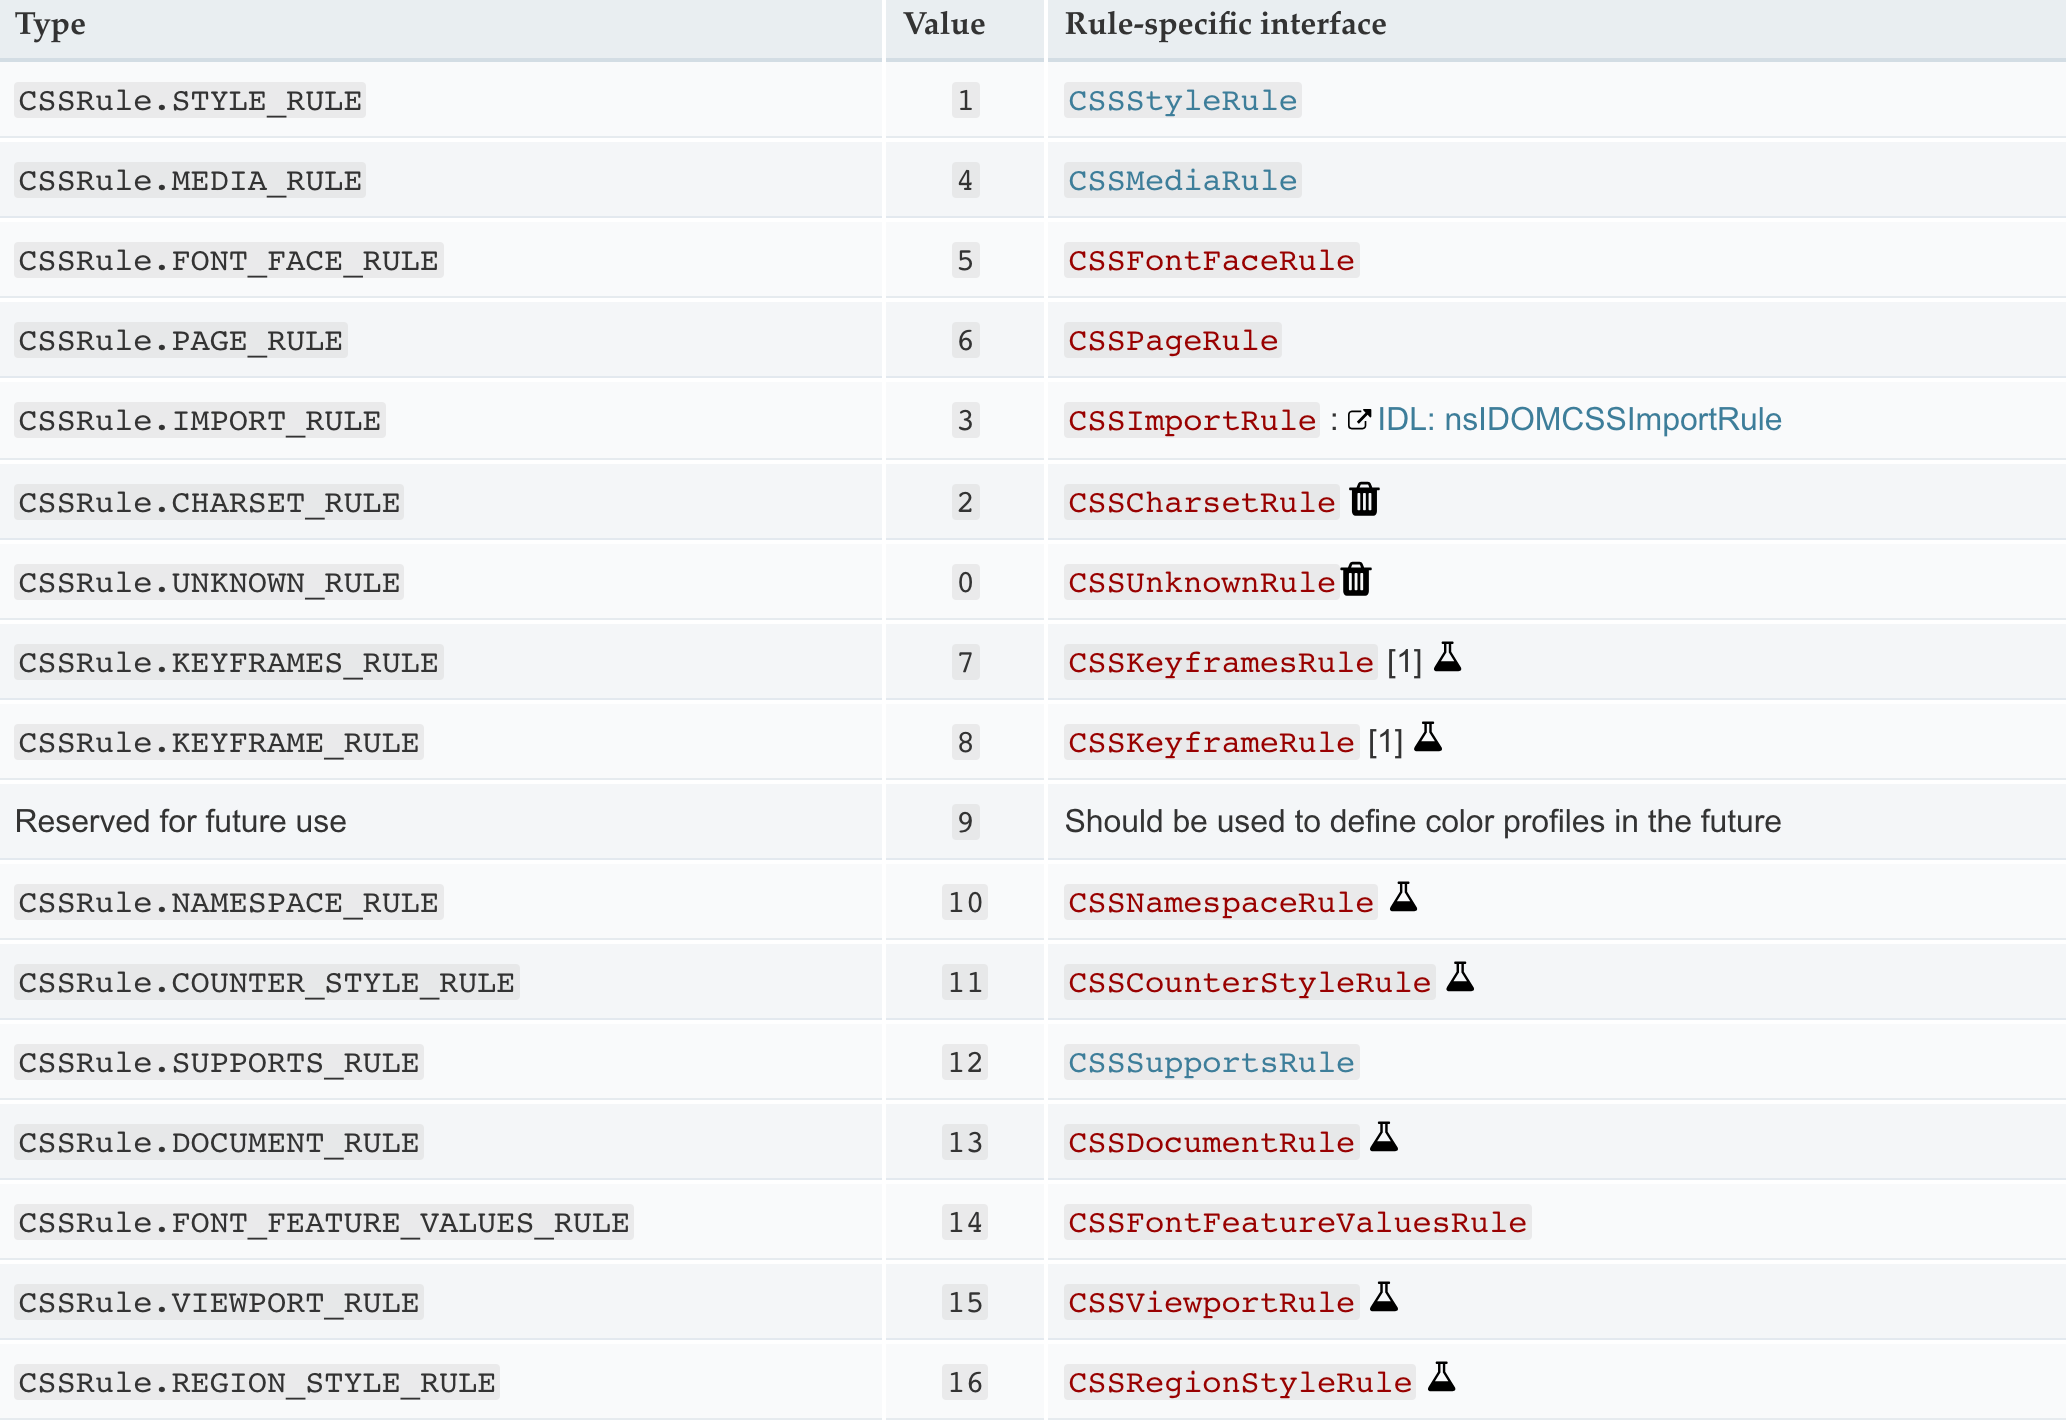 Type Value Rule-specific interface
CSSRule.STYLE_RULE 1 CSSStyleRule
CSSRule.MEDIA_RULE 4 CSSMediaRule
CSSRule.FONT_FACE_RULE 5 CSSFontFaceRule
CSSRule.PAGE_RULE 6 CSSPageRule
CSSRule.IMPORT_RULE 3 CSSImportRule : IDL: nsIDOMCSSImportRule
CSSRule.CHARSET_RULE 2 CSSCharsetRule
CSSRule.UNKNOWN_RULE 0 CSSUnknownRule
CSSRule.KEYFRAMES_RULE 7 CSSKeyframesRule [1]
CSSRule.KEYFRAME_RULE 8 CSSKeyframeRule [1]
Reserved for future use 9 Should be used to define color profiles in the future
CSSRule.NAMESPACE_RULE 10 CSSNamespaceRule
CSSRule.COUNTER_STYLE_RULE 11 CSSCounterStyleRule
CSSRule.SUPPORTS_RULE 12 CSSSupportsRule
CSSRule.DOCUMENT_RULE 13 CSSDocumentRule
CSSRule.FONT_FEATURE_VALUES_RULE 14 CSSFontFeatureValuesRule
CSSRule.VIEWPORT_RULE 15 CSSViewportRule
CSSRule.REGION_STYLE_RULE 16 CSSRegionStyleRule